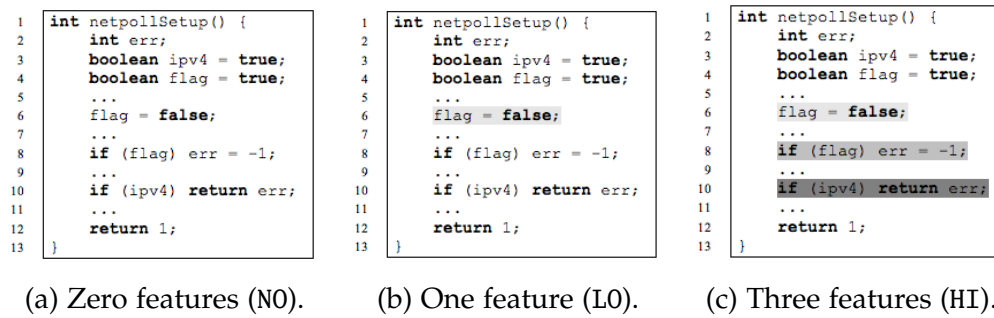 1 int netpollSetup() {
2 int err;
3 boolean ipv4 = true;
4 boolean flag = true;
5 ...
6 flag = false;
7 ...
8 if (flag) err = -1;
9 ...
10 if (ipv4) return err;
11 ...
12 return 1;
13 }
(a) Zero features (NO).
1 int netpollSetup() {
2 int err;
3 boolean ipv4 = true;
4 boolean flag = true;
5 ...
6 flag = false;
7 ...
8 if (flag) err = -1;
9 ...
10 if (ipv4) return err;
11 ...
12 return 1;
13 }
(b) One feature (LO).
1 int netpollSetup() {
2 int err;
3 boolean ipv4 = true;
4 boolean flag = true;
5 ...
6 flag = false;
7 ...
8 if (flag) err = -1;
9 ...
10 if (ipv4) return err;
11 ...
12 return 1;
13 }
(c) Three features (HI).